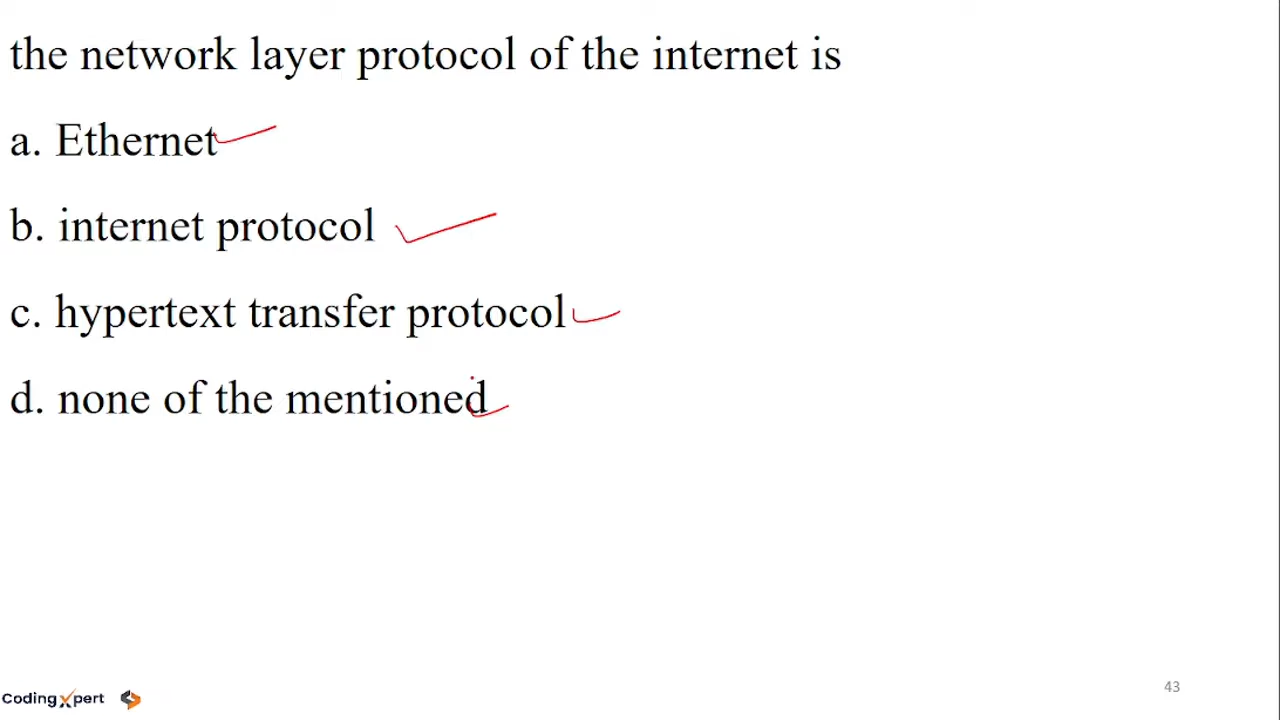 the network layer protocol of the internet is
a. Ethernet
b. internet protocol
c. hypertext transfer protocol
d. none of the mentioned
CodingXpert
43